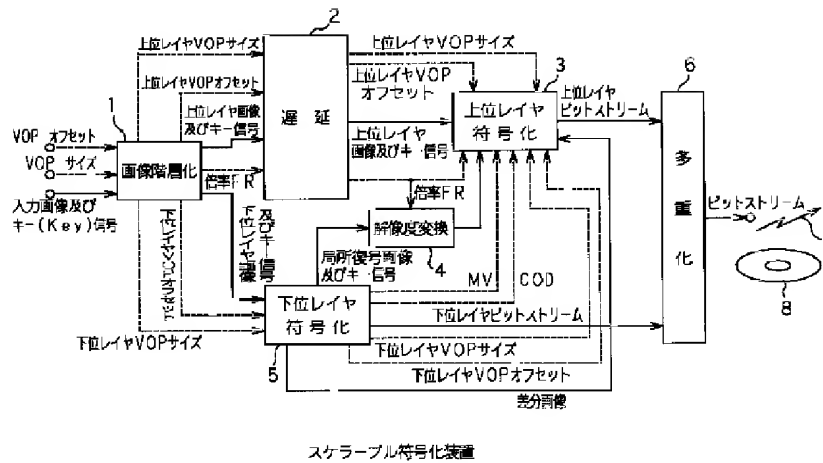 2
上位レイヤVOPサイズ
上位レイヤVOPサイズ
上位レイヤVOP
オフセット
3
6
上位レイヤVOPオフセット
1
上位レイヤ画像
及びキー信号
遅延
上位レイヤ
符号化
上位レイヤ
ビットストリーム
VOP オフセット
VOP サイズ
画像階層化
倍率FR
上位レイヤ
画像及びキー信号
多重化
入力画像及び
キー(Key)信号
下位レイヤ画像
及びキー信号
倍率FR
解像度変換
4
ビットストリーム
局所復号画像
及びキー信号
MV
COD
8
下位レイヤVOP
オフセット
下位レイヤ
符号化
5
下位レイヤビットストリーム
下位レイヤVOPサイズ
下位レイヤVOPサイズ
下位レイヤVOPオフセット
差分画像
スケラーブル符号化装置